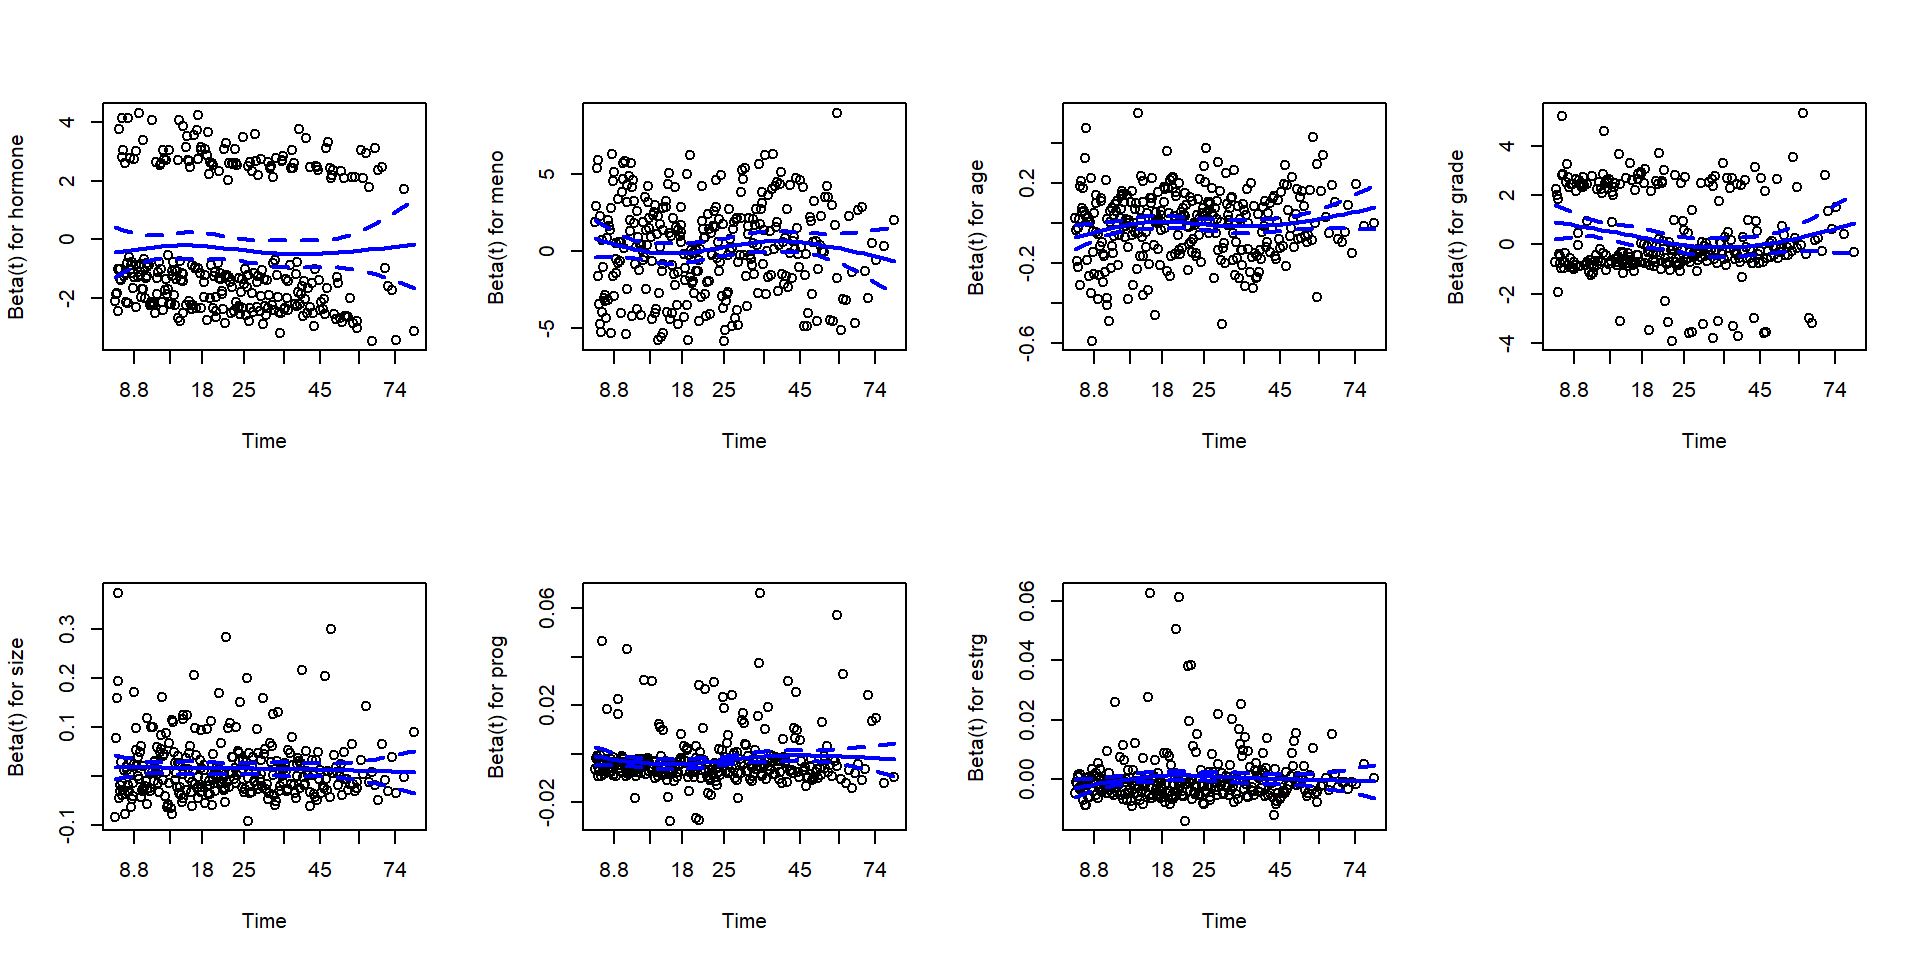 Beta(t) for hormone
4
2
0
-2
8.8 18 25 45 74
Time
Beta(t) for meno
5
0
-5
8.8 18 25 45 74
Time
Beta(t) for age
0.2
-0.2
-0.6
8.8 18 25 45 74
Time
Beta(t) for grade
4
2
0
-2
-4
8.8 18 25 45 74
Time
Beta(t) for size
0.3
0.2
0.1
-0.1
8.8 18 25 45 74
Time
Beta(t) for prog
0.06
0.02
-0.02
8.8 18 25 45 74
Time
Beta(t) for estrg
0.06
0.04
0.02
0.00
8.8 18 25 45 74
Time